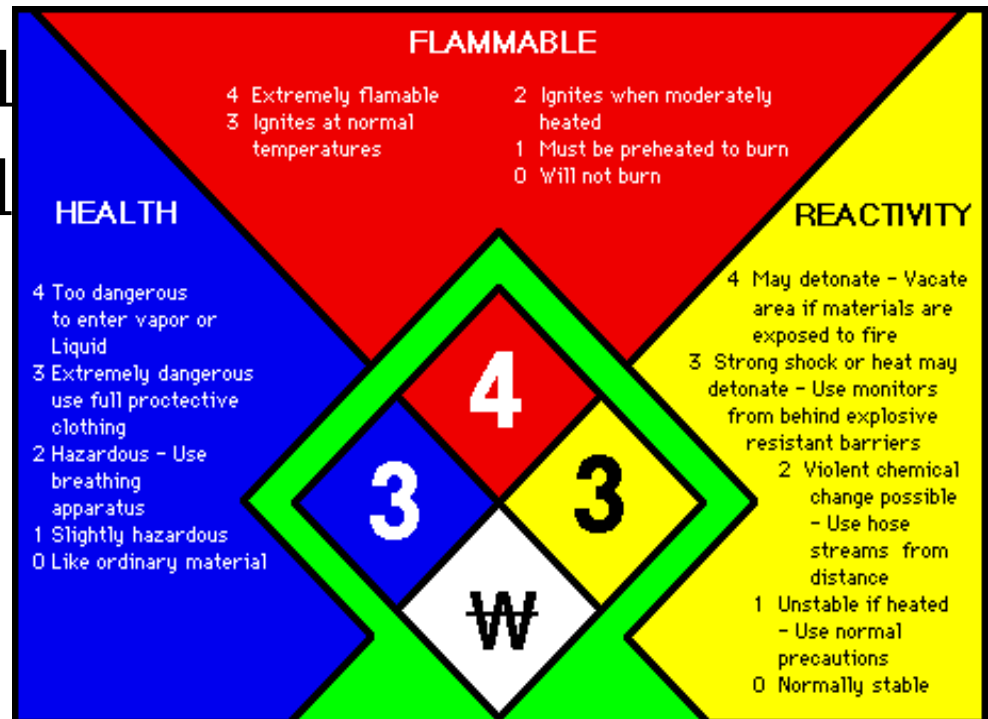 FLAMMABLE
4 Extremely flamable
3 Ignites at normal
temperatures
2 Ignites when moderately
heated
1 Must be preheated to burn
0 Will not burn
HEALTH
4 Too dangerous
to enter vapor or
Liquid
3 Extremely dangerous
use full proctective
clothing
2 Hazardous - Use
breathing
apparatus
1 Slightly hazardous
0 Like ordinary material
REACTIVITY
4 May detonate - Vacate
area if materials are
exposed to fire
3 Strong shock or heat may
detonate - Use monitors
from behind explosive
resistant barriers
2 Violent chemical
change possible
- Use hose
streams from
distance
1 Unstable if heated
- Use normal
precautions
0 Normally stable
4
3 3
W